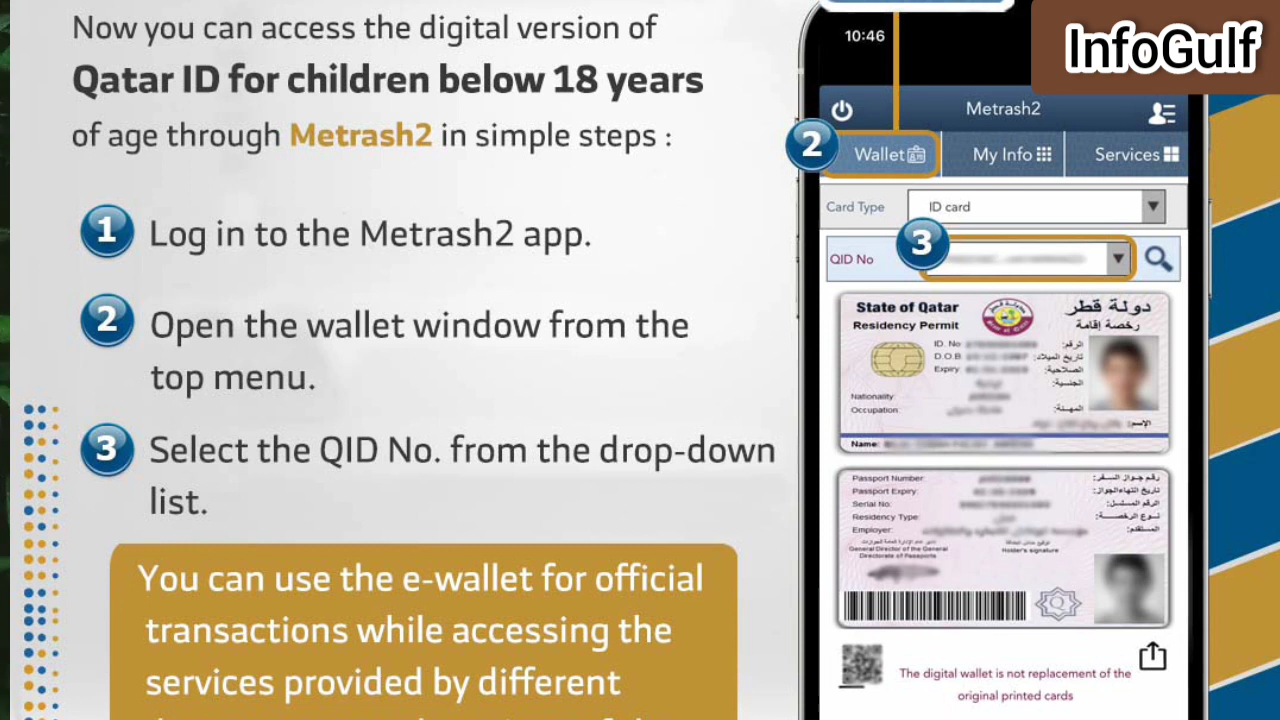 Now you can access the digital version of
Qatar ID for children below 18 years
of age through Metrash2 in simple steps :
1 Log in to the Metrash2 app.
2 Open the wallet window from the
top menu.
3 Select the QID No. from the drop-down
list.
You can use the e-wallet for official
transactions while accessing the
services provided by different
InfoGulf
10:46
Metrash2
2 Wallet My Info Services
Card Type ID card
QID No 3
State of Qatar دولة قطر
Residency Permit رخصة إقامة
ID. No الرقم:
D.O.B. تاريخ الميلاد:
Expiry الصلاحية:
الجنسية:
Nationality
Occupation المهنة:
الإسم:
Name:
Passport Number: رقم جواز السفر:
Passport Expiry: تاريخ انتهاء الجواز:
Serial No: الرقم المسلسل:
Residency Type: نوع الرخصة:
Employer: المستقدم:
General Director of the General Holder's signature
Directorate of Passports
The digital wallet is not replacement of the
original printed cards